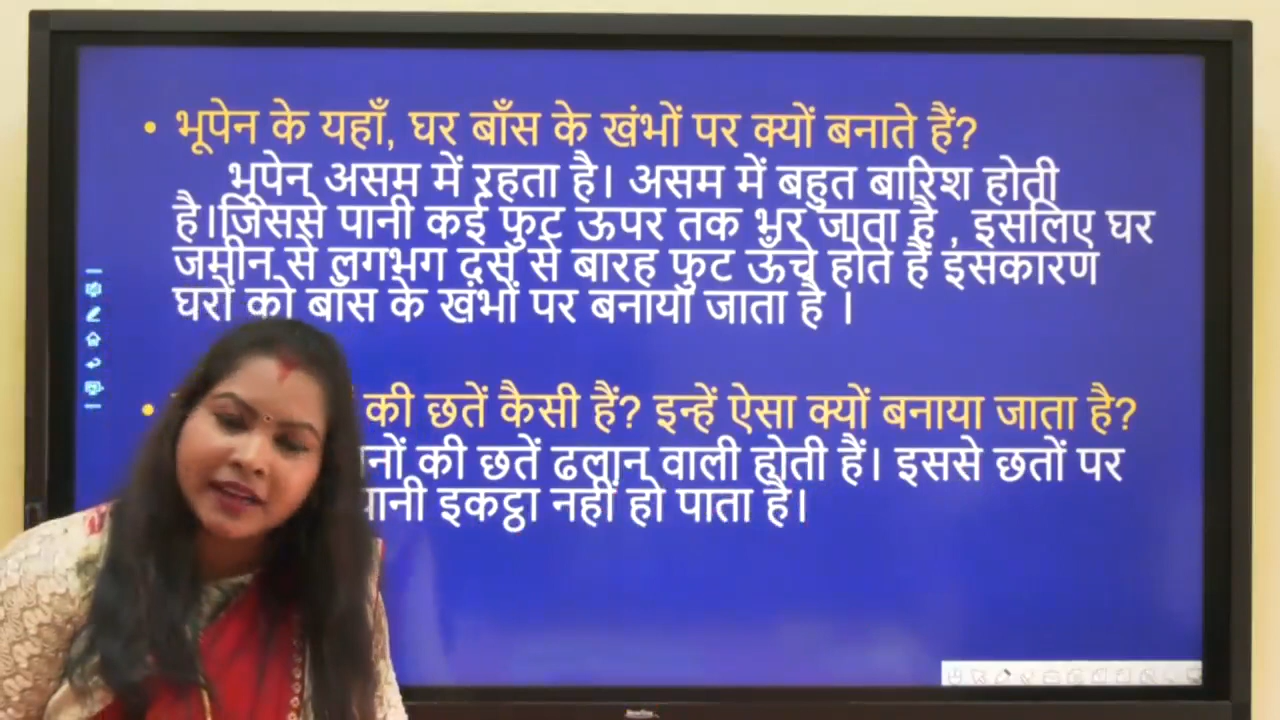 • भूपेन के यहाँ, घर बाँस के खंभों पर क्यों बनाते हैं?
भूपेन असम में रहता है। असम में बहुत बारिश होती
है।जिससे पानी कई फुट ऊपर तक भर जाता है , इसलिए घर
जमीन से लगभग दस से बारह फुट ऊँचे होते हैं इसकारण
घरों को बाँस के खंभों पर बनाया जाता है ।
• की छतें कैसी हैं? इन्हें ऐसा क्यों बनाया जाता है?
की छतें ढलान वाली होती हैं। इससे छतों पर
पानी इकट्ठा नहीं हो पाता है।